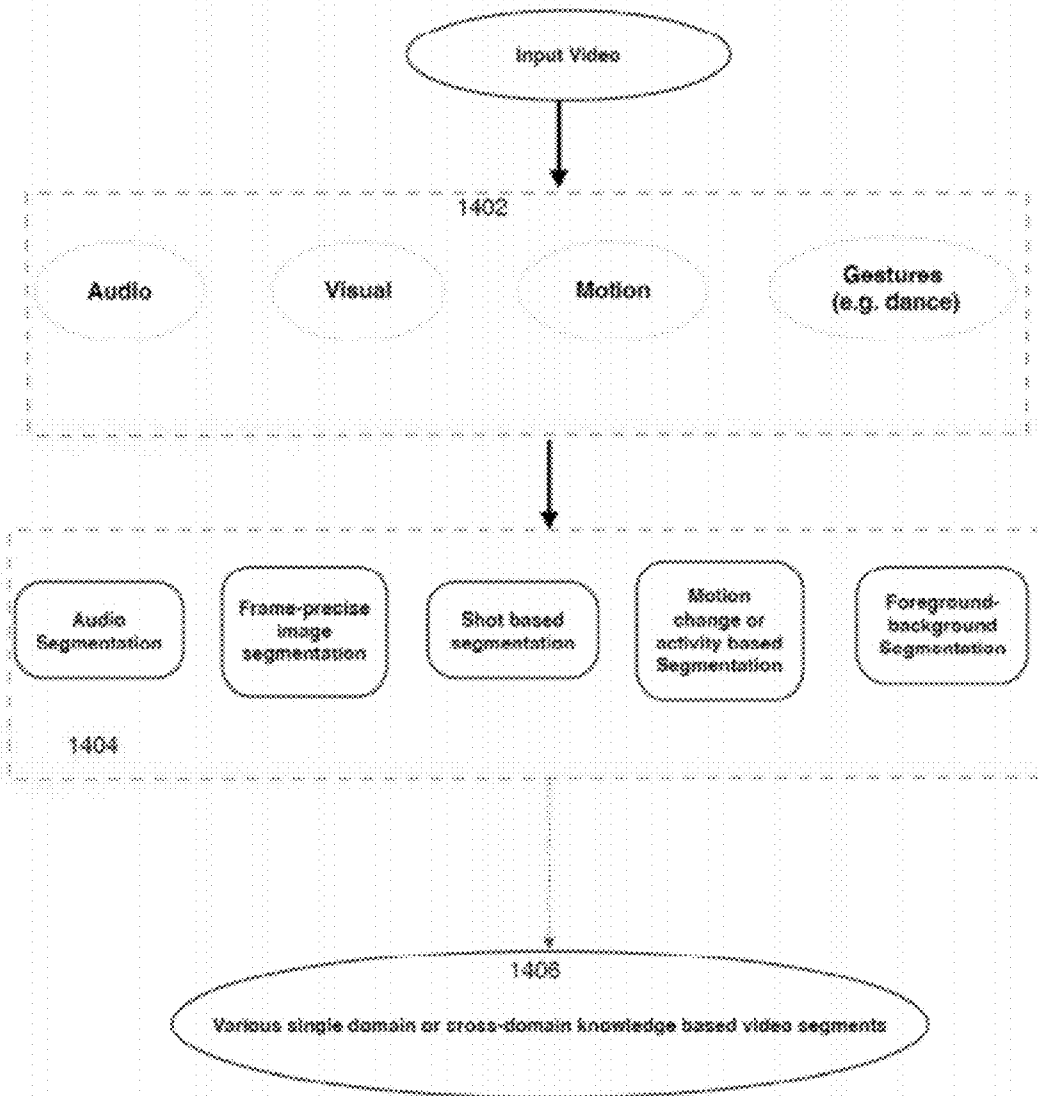 Input Video
1402
Audio
Visual
Motion
Gestures
(e.g. dance)
Audio
Segmentation
Frame-precise
image
segmentation
Shot based
segmentation
Motion
change or
activity based
Segmentation
Foreground-
background
Segmentation
1404
1406
Various single domain or cross-domain knowledge based video segments